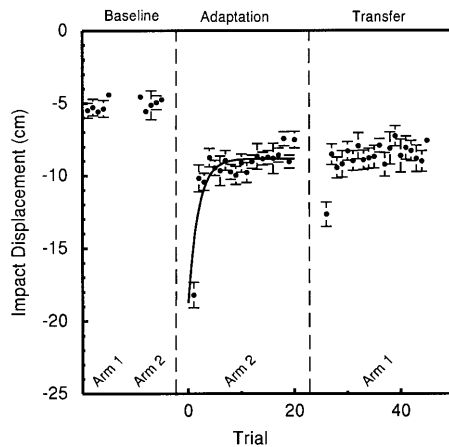 Baseline Adaptation Transfer
0
-5
-10
-15
-20
-25
Impact Displacement (cm)
Arm 1 Arm 2 Arm 2 Arm 1
0 20 40
Trial